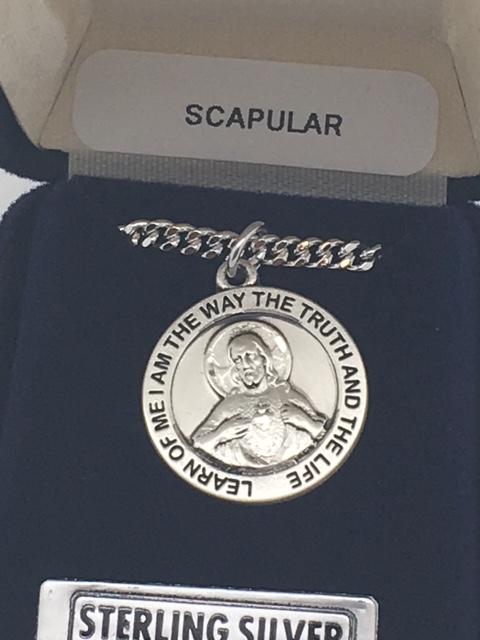 SCAPULAR
LEARN OF ME I AM THE WAY THE TRUTH AND THE LIFE
STERLING SILVER